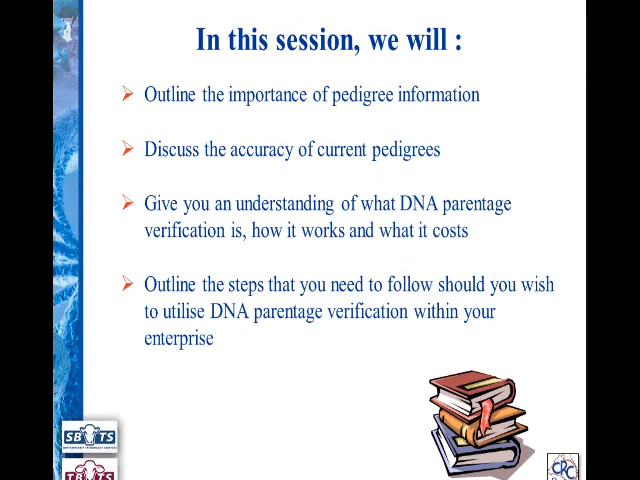 In this session, we will :
Outline the importance of pedigree information
Discuss the accuracy of current pedigrees
Give you an understanding of what DNA parentage
verification is, how it works and what it costs
Outline the steps that you need to follow should you wish
to utilise DNA parentage verification within your
enterprise
SBTS
TBTS
CRC